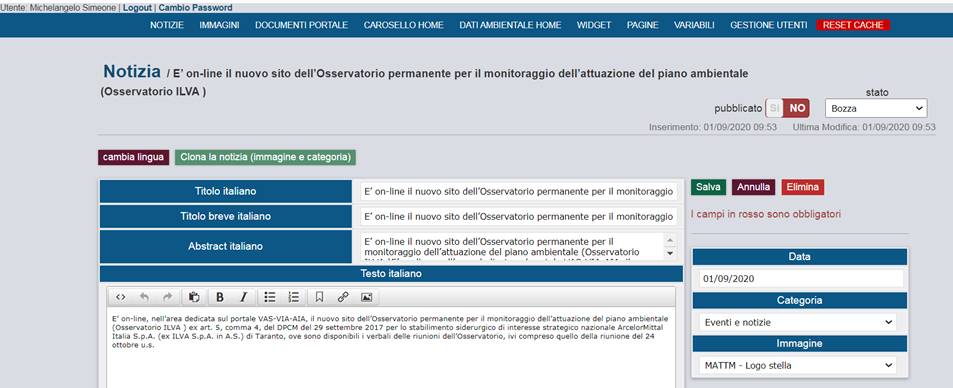 Utente: Michelangelo Simeone | Logout | Cambio Password
NOTIZIE IMMAGINI DOCUMENTI PORTALE CAROSELLO HOME DATI AMBIENTALE HOME WIDGET PAGINE VARIABILI GESTIONE UTENTI RESET CACHE
Notizia / E' on-line il nuovo sito dell'Osservatorio permanente per il monitoraggio dell'attuazione del piano ambientale
(Osservatorio ILVA )
stato
pubblicato SI NO Bozza
Inserimento: 01/09/2020 09:53 Ultima Modifica: 01/09/2020 09:53
cambia lingua Clona la notizia (immagine e categoria)
Titolo italiano E' on-line il nuovo sito dell'Osservatorio permanente per il monitoraggio
Salva Annulla Elimina
Titolo breve italiano E' on-line il nuovo sito dell'Osservatorio permanente per il monitoraggio
I campi in rosso sono obbligatori
Abstract italiano
E' on-line il nuovo sito dell'Osservatorio permanente per il
monitoraggio dell'attuazione del piano ambientale (Osservatorio
Testo italiano
E' on-line, nell'area dedicata sul portale VAS-VIA-AIA, il nuovo sito dell'Osservatorio permanente per il monitoraggio dell'attuazione del piano ambientale
(Osservatorio ILVA ) ex art. 5, comma 4, del DPCM del 29 settembre 2017 per lo stabilimento siderurgico di interesse strategico nazionale ArcelorMittal
Italia S.p.A. (ex ILVA S.p.A. in A.S.) di Taranto, ove sono disponibili i verbali delle riunioni dell'Osservatorio, ivi compreso quello della riunione del 24
ottobre u.s.
Data
01/09/2020
Categoria
Eventi e notizie
Immagine
MATTM - Logo stella